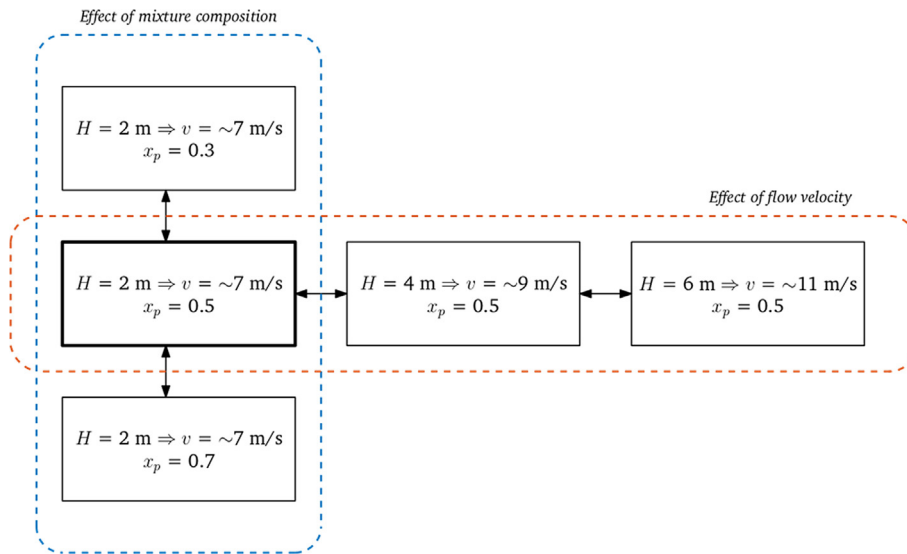 Effect of mixture composition
H = 2 m ⇒ v = ~7 m/s
x_p = 0.3
Effect of flow velocity
H = 2 m ⇒ v = ~7 m/s
x_p = 0.5
H = 4 m ⇒ v = ~9 m/s
x_p = 0.5
H = 6 m ⇒ v = ~11 m/s
x_p = 0.5
H = 2 m ⇒ v = ~7 m/s
x_p = 0.7